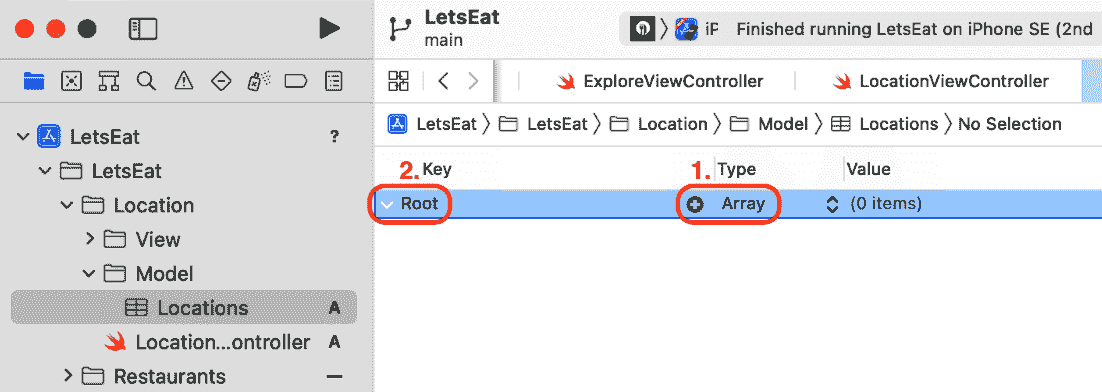 LetsEat
main
iP Finished running LetsEat on iPhone SE (2nd
ExploreViewController
LocationViewController
LetsEat
?
LetsEat
Location
View
Model
Locations A
Location...ontroller A
Restaurants —
LetsEat 〉 LetsEat 〉 Location 〉 Model 〉 Locations 〉 No Selection
2. Key 1. Type Value
Root Array (0 items)